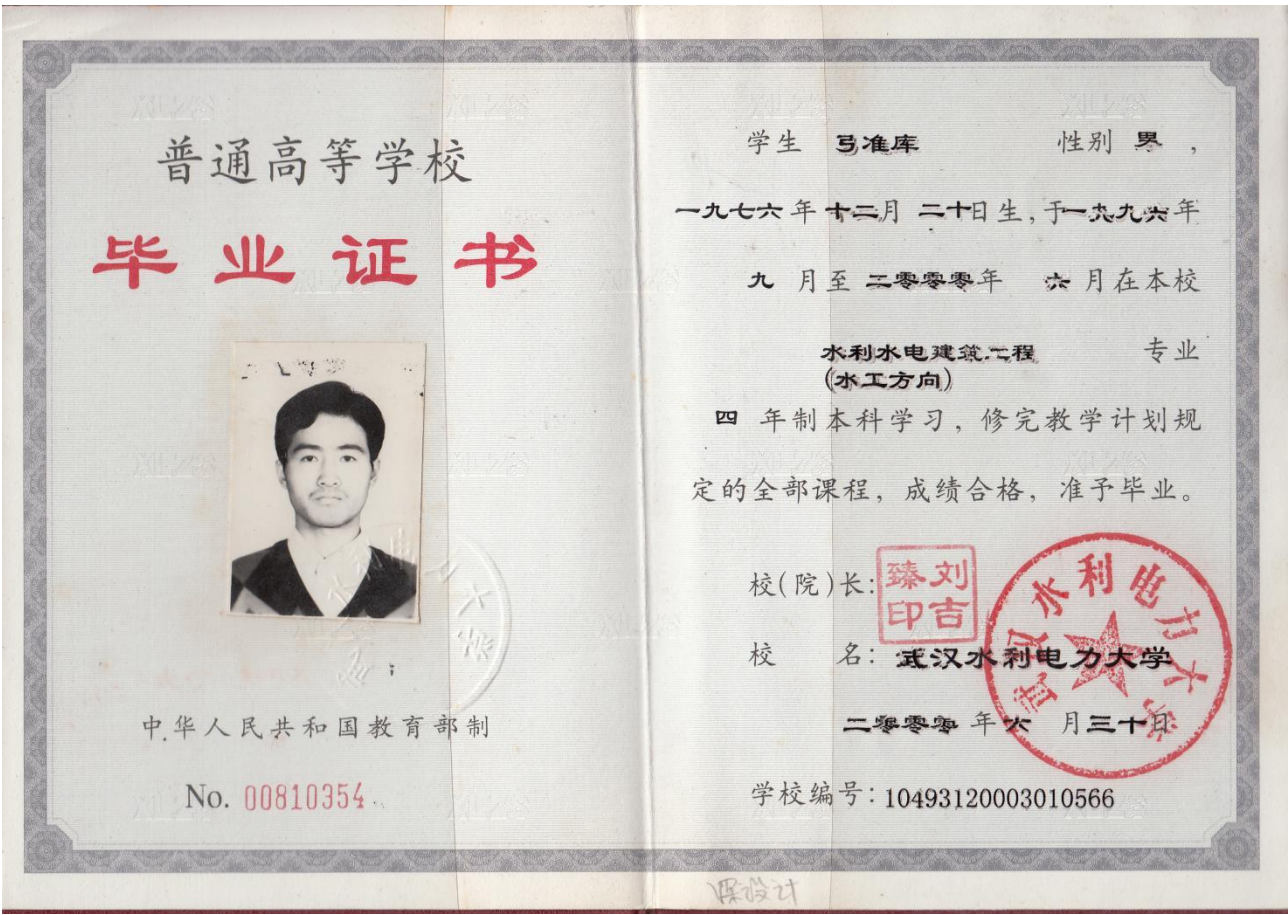 普通高等学校
毕业证书
中华人民共和国教育部制
No. 00810354
学生 弓准库 性别 男 ,
一九七六年十二月二十日生,于一九九六年
九月至二零零零年六月在本校
水利水电建筑工程 专业
(水工方向)
四年制本科学习,修完教学计划规
定的全部课程,成绩合格,准予毕业。
校(院)长:
刘吉臻印
校名:武汉水利电力大学
武汉水利电力大学
二零零零年六月三十日
学校编号:10493120003010566